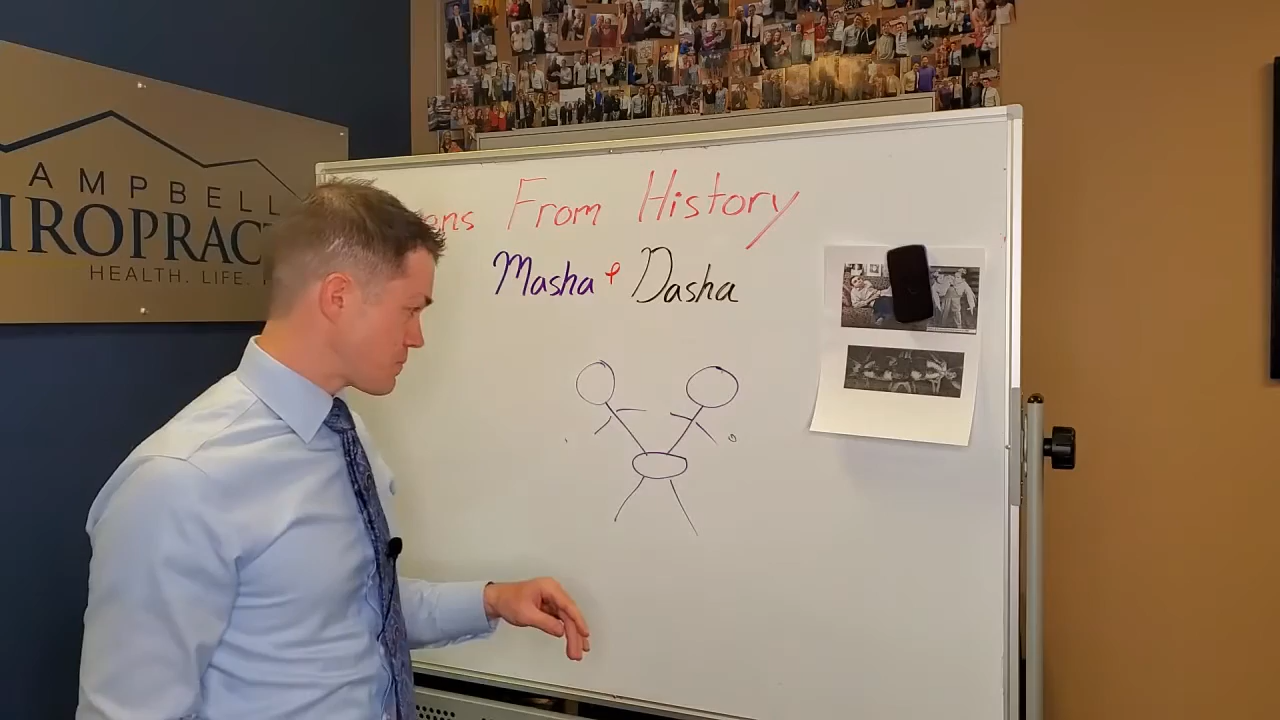 AMPBELL
IROPRAC
HEALTH. LIFE.
ons From History
Masha & Dasha